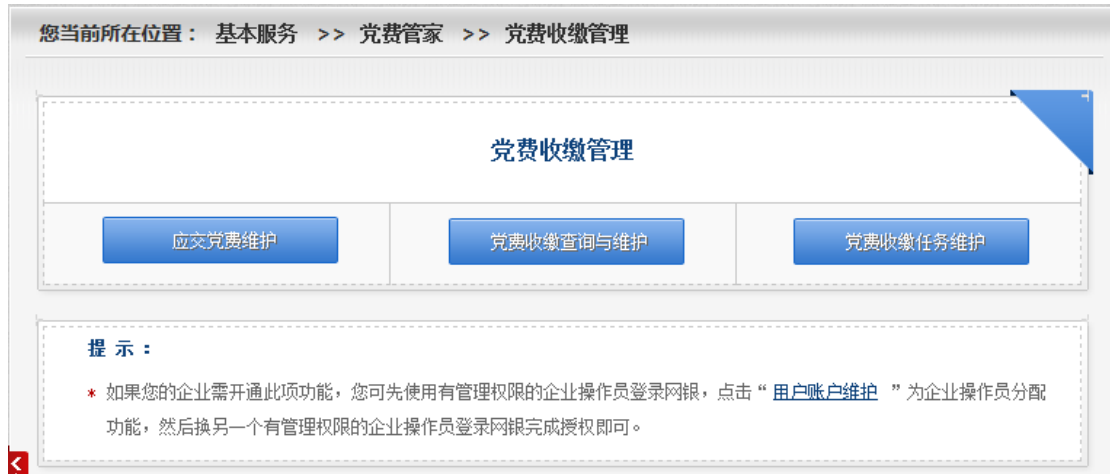 您当前所在位置： 基本服务 >> 党费管家 >> 党费收缴管理
党费收缴管理
应交党费维护
党费收缴查询与维护
党费收缴任务维护
提 示：
* 如果您的企业需开通此项功能，您可先使用有管理权限的企业操作员登录网银，点击“ 用户账户维护 ”为企业操作员分配
功能，然后换另一个有管理权限的企业操作员登录网银完成授权即可。